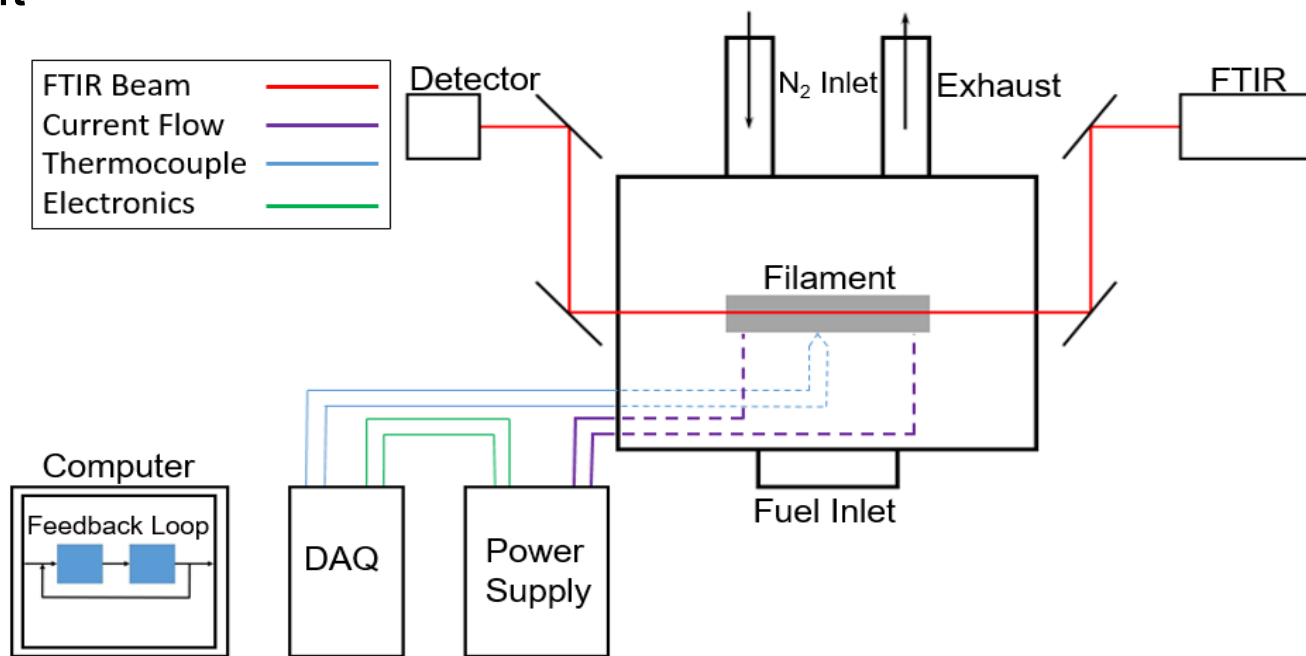 FTIR Beam
Current Flow
Thermocouple
Electronics
Detector
N₂ Inlet
Exhaust
FTIR
Filament
Fuel Inlet
Computer
Feedback Loop
DAQ
Power
Supply